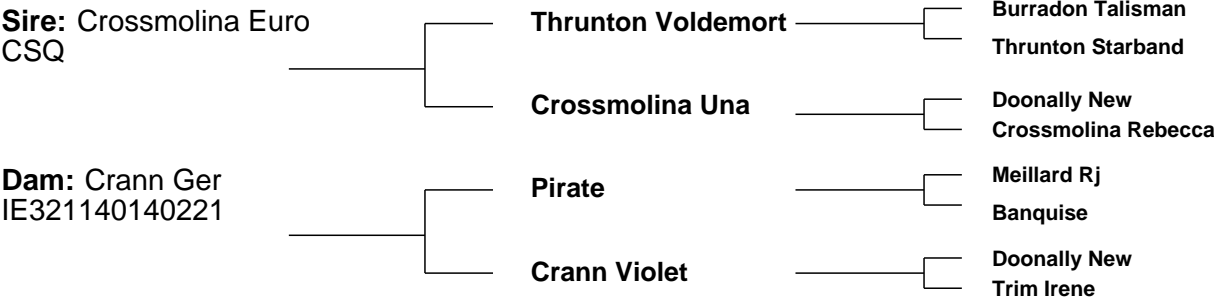 Sire: Crossmolina Euro
CSQ
Thrunton Voldemort
Burradon Talisman
Thrunton Starband
Crossmolina Una
Doonally New
Crossmolina Rebecca
Dam: Crann Ger
IE321140140221
Pirate
Meillard Rj
Banquise
Crann Violet
Doonally New
Trim Irene